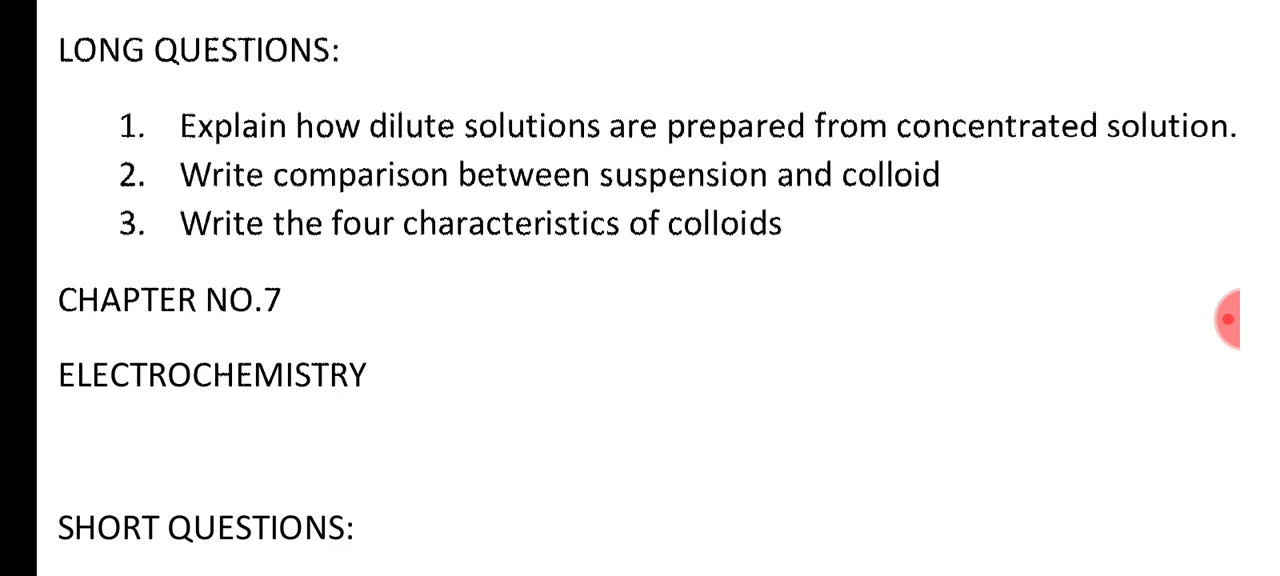 LONG QUESTIONS:
1. Explain how dilute solutions are prepared from concentrated solution.
2. Write comparison between suspension and colloid
3. Write the four characteristics of colloids
CHAPTER NO.7
ELECTROCHEMISTRY
SHORT QUESTIONS: